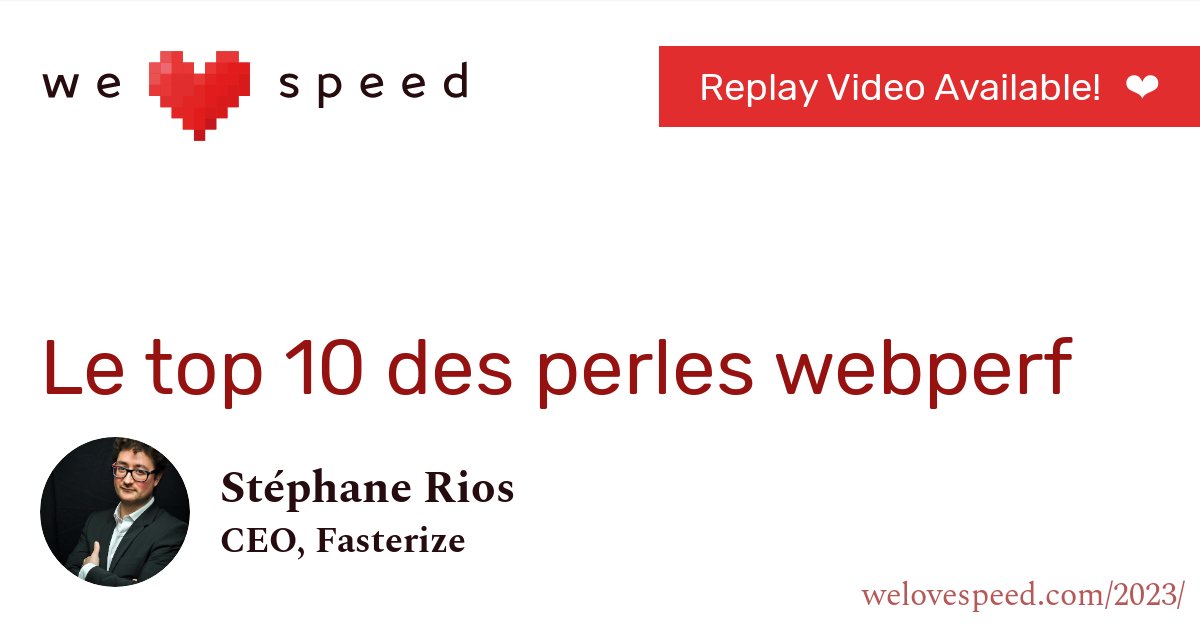 we speed
Replay Video Available! ❤
Le top 10 des perles webperf
Stéphane Rios
CEO, Fasterize
welovespeed.com/2023/